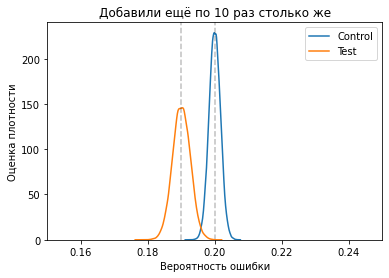 Добавили ещё по 10 раз столько же
Control
Test
Оценка плотности
200
150
100
50
0
0.16
0.18
0.20
0.22
0.24
Вероятность ошибки